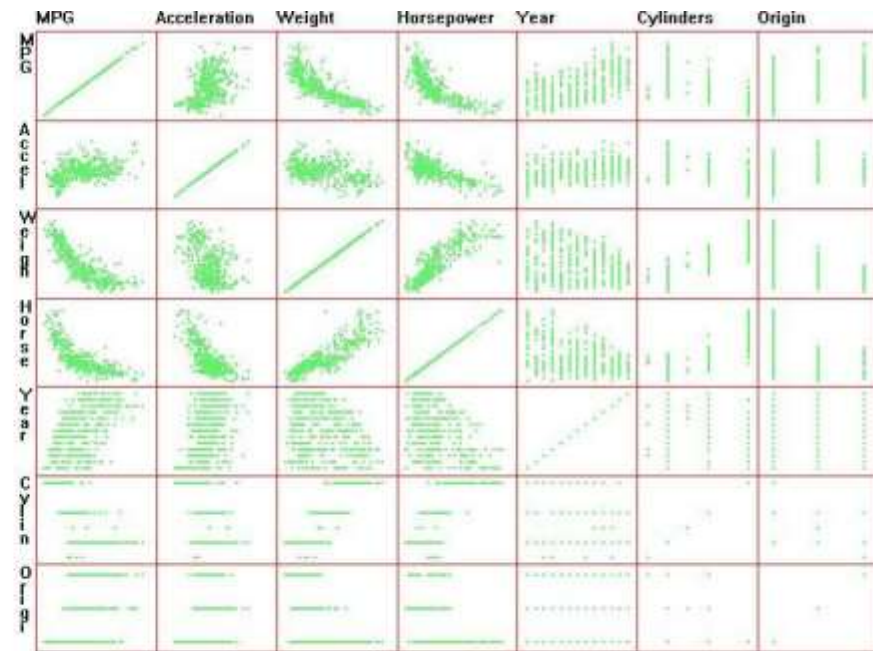 MPG Acceleration Weight Horsepower Year Cylinders Origin
MPG
Accel
Weigh
Horse
Year
Cylin
Origi